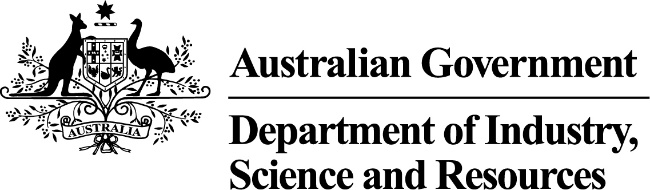 AUSTRALIA
Australian Government
Department of Industry,
Science and Resources